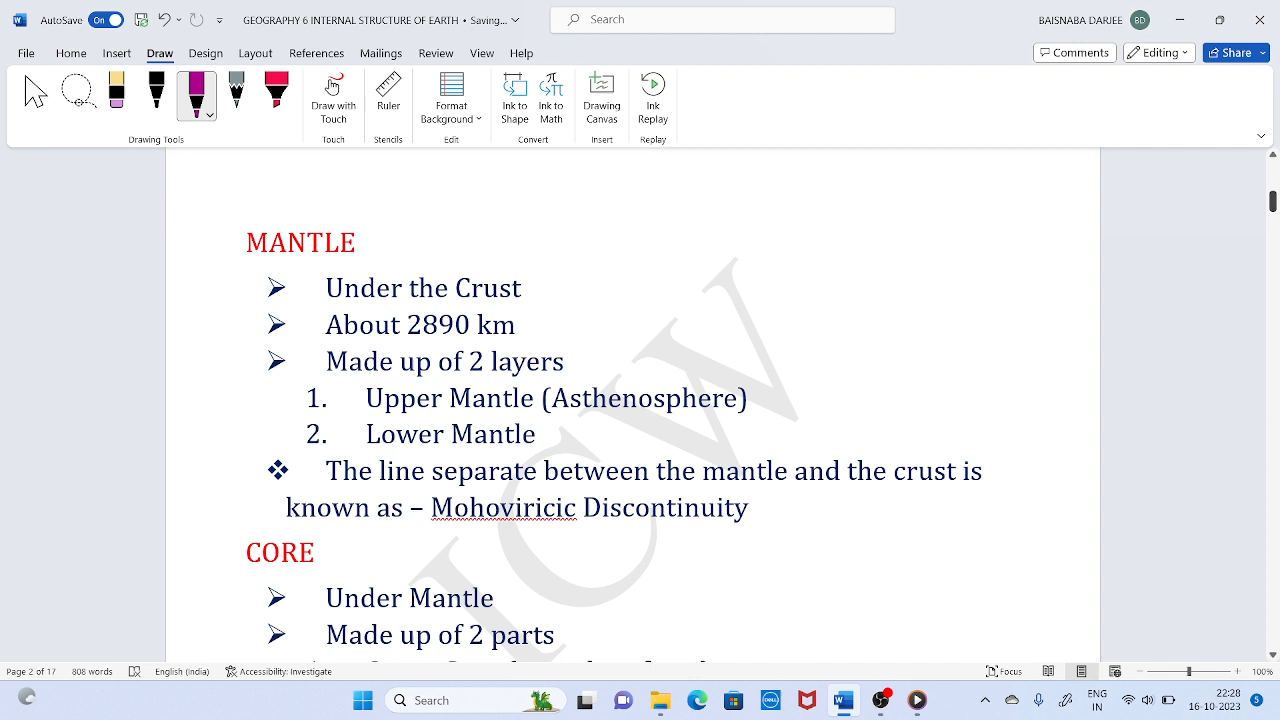 AutoSave On GEOGRAPHY 6 INTERNAL STRUCTURE OF EARTH • Saving... Search BAISNABA DARJEE BD
File Home Insert Draw Design Layout References Mailings Review View Help Comments Editing Share
Draw with Touch
Ruler
Format Background
Ink to Shape
Ink to Math
Drawing Canvas
Ink Replay
Drawing Tools Touch Stencils Edit Convert Insert Replay
MANTLE
Under the Crust
About 2890 km
Made up of 2 layers
1. Upper Mantle (Asthenosphere)
2. Lower Mantle
The line separate between the mantle and the crust is
known as – Mohoviricic Discontinuity
CORE
Under Mantle
Made up of 2 parts
JCW
Page 2 of 17 808 words English (India) Accessibility: Investigate Focus 100%
Search DELL ENG IN 22:28 16-10-2023 5